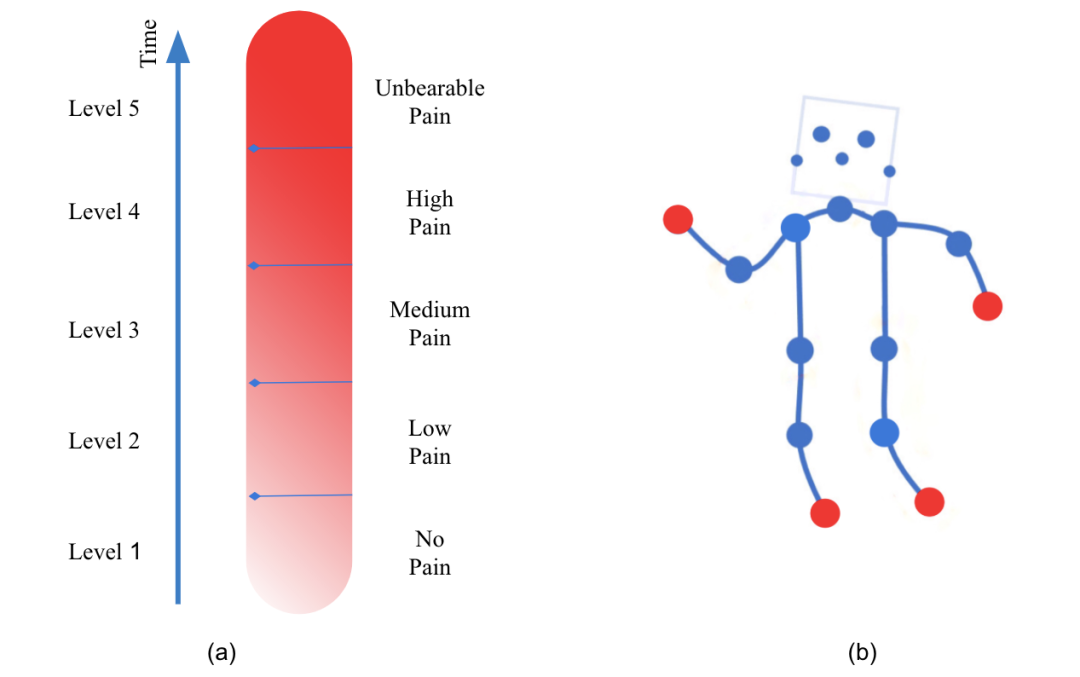 Time
Level 5
Unbearable
Pain
Level 4
High
Pain
Level 3
Medium
Pain
Level 2
Low
Pain
Level 1
No
Pain
(a)
(b)